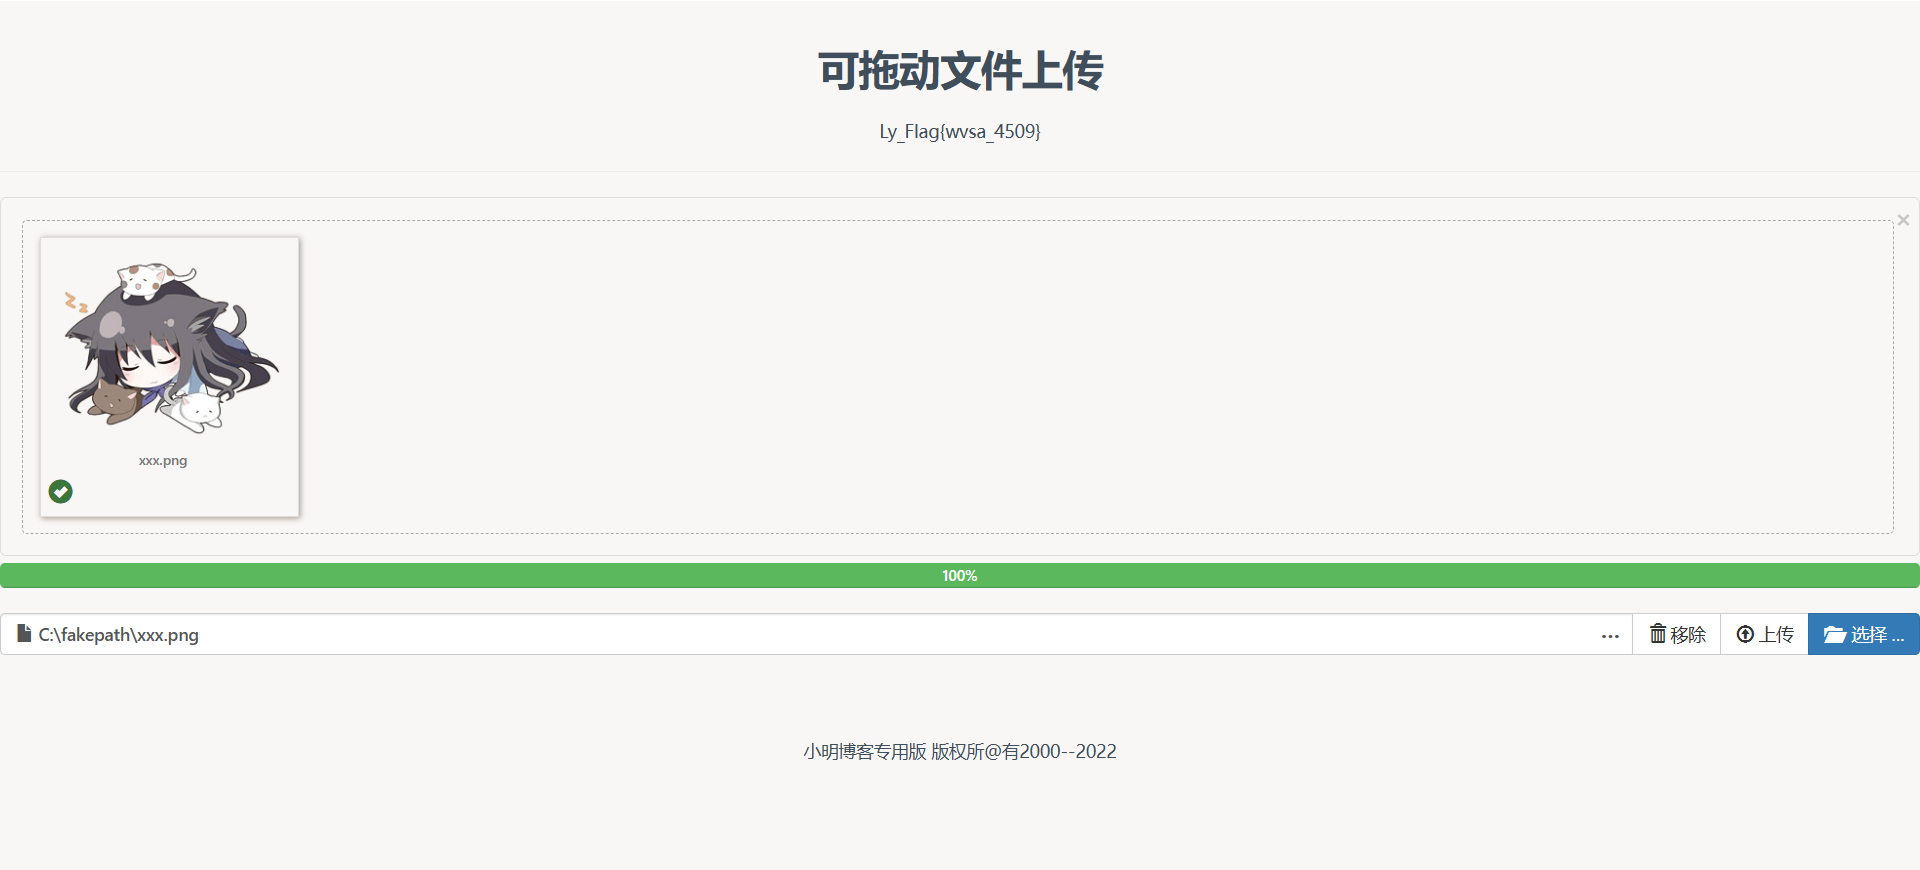 可拖动文件上传
Ly_Flag{wvsa_4509}
xxx.png
100%
C:\fakepath\xxx.png ... 移除 上传 选择 ...
小明博客专用版 版权所@有2000--2022